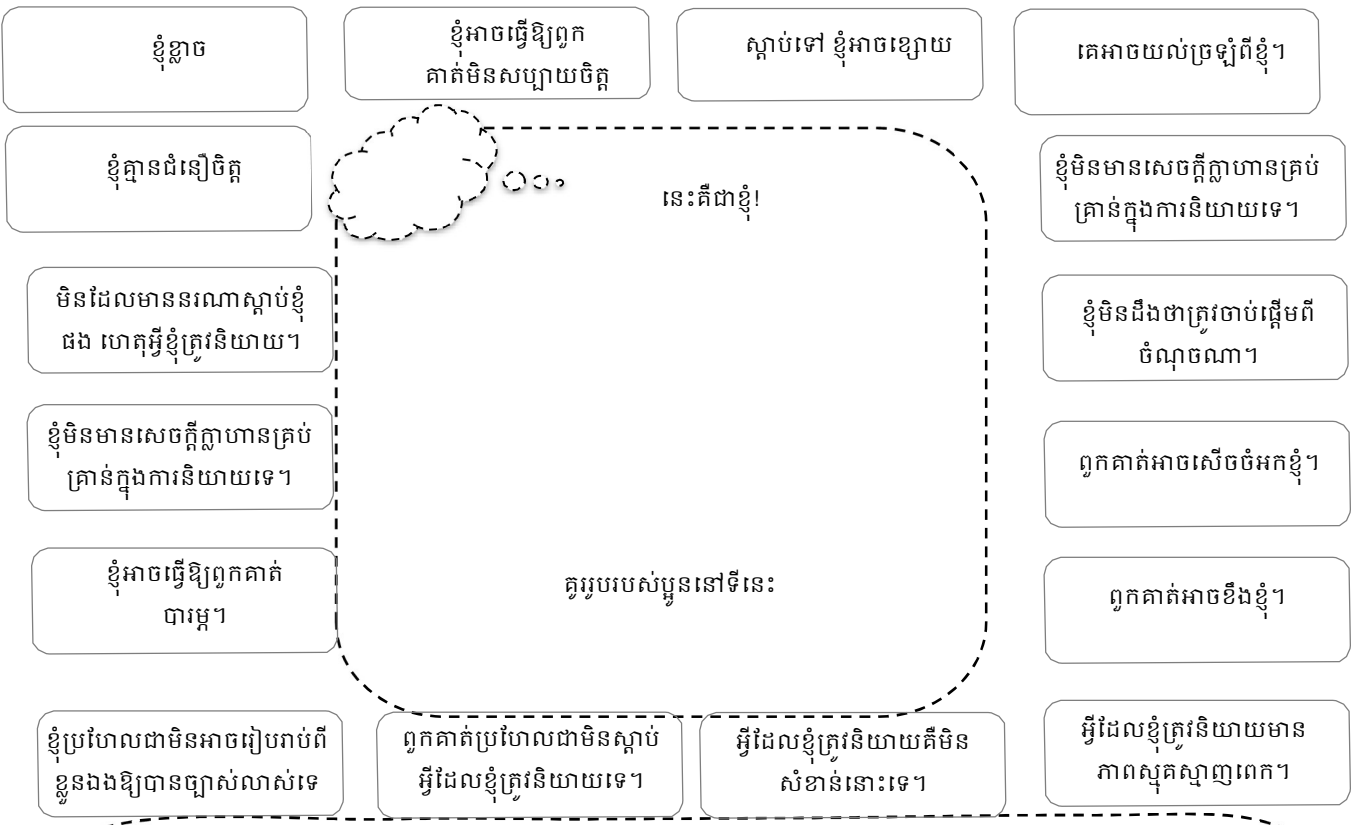 ខ្ញុំខ្លាច
ខ្ញុំអាចធ្វើឱ្យពួក
គាត់មិនសប្បាយចិត្ត
ស្តាប់ទៅ ខ្ញុំអាចខ្សោយ
គេអាចយល់ច្រឡំពីខ្ញុំ។
ខ្ញុំគ្មានជំនឿចិត្ត
នេះគឺជាខ្ញុំ!
ខ្ញុំមិនមានសេចក្តីក្លាហានគ្រប់
គ្រាន់ក្នុងការនិយាយទេ។
មិនដែលមាននរណាស្តាប់ខ្ញុំ
ផង ហេតុអ្វីខ្ញុំត្រូវនិយាយ។
ខ្ញុំមិនដឹងថាត្រូវចាប់ផ្តើមពី
ចំណុចណា។
ខ្ញុំមិនមានសេចក្តីក្លាហានគ្រប់
គ្រាន់ក្នុងការនិយាយទេ។
ពួកគាត់អាចសើចចំអកខ្ញុំ។
ខ្ញុំអាចធ្វើឱ្យពួកគាត់
បារម្ភ។
គូររូបរបស់ប្អូននៅទីនេះ
ពួកគាត់អាចខឹងខ្ញុំ។
ខ្ញុំប្រហែលជាមិនអាចរៀបរាប់ពី
ខ្លួនឯងឱ្យបានច្បាស់លាស់ទេ
ពួកគាត់ប្រហែលជាមិនស្តាប់
អ្វីដែលខ្ញុំត្រូវនិយាយទេ។
អ្វីដែលខ្ញុំត្រូវនិយាយគឺមិន
សំខាន់នោះទេ។
អ្វីដែលខ្ញុំត្រូវនិយាយមាន
ភាពស្មុគស្មាញពេក។